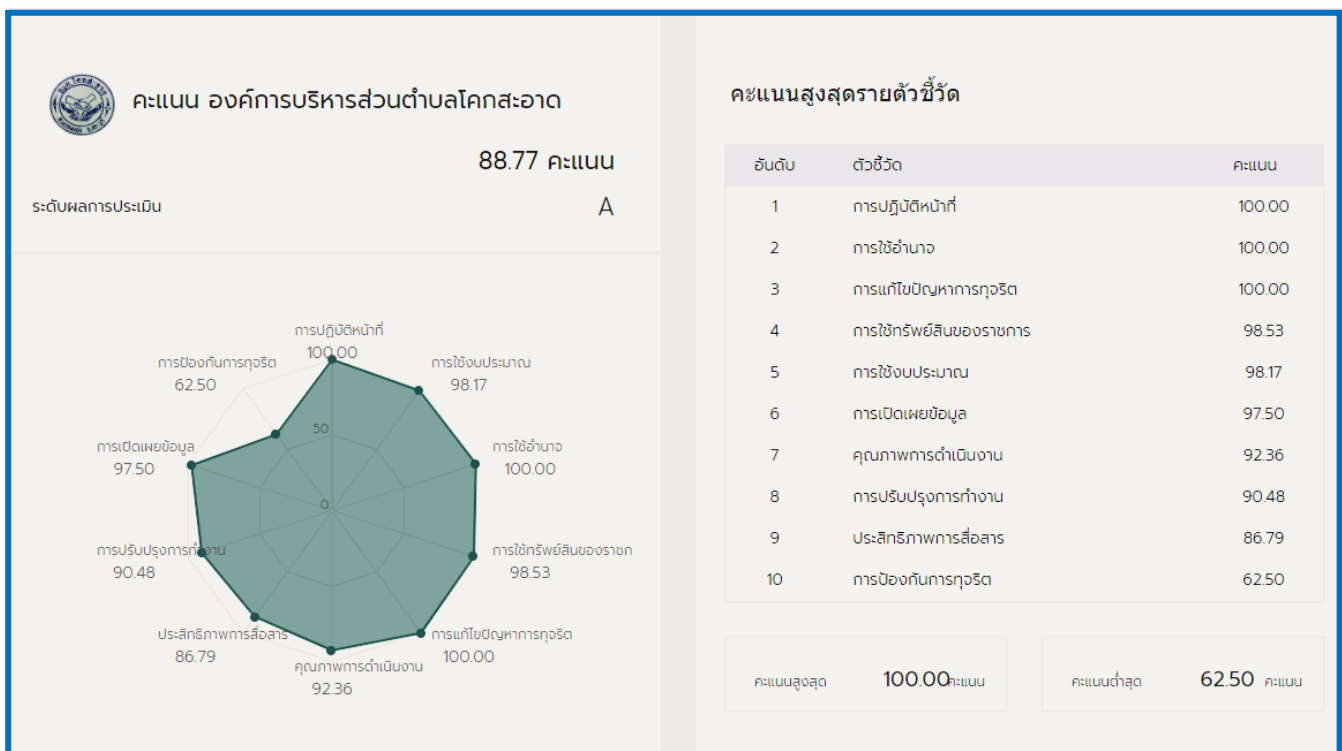 คะแนน องค์การบริหารส่วนตำบลโคกสะอาด
88.77 คะแนน
ระดับผลการประเมิน A
การปฏิบัติหน้าที่
100.00
การใช้งบประมาณ
98.17
การใช้อำนาจ
100.00
การใช้ทรัพย์สินของราชก
98.53
การแก้ไขปัญหาการทุจริต
100.00
คุณภาพการดำเนินงาน
92.36
ประสิทธิภาพการสื่อสาร
86.79
การปรับปรุงการทำงาน
90.48
การเปิดเผยข้อมูล
97.50
การป้องกันการทุจริต
62.50
50
0
คะแนนสูงสุดรายตัวชี้วัด
อันดับ ตัวชี้วัด คะแนน
1 การปฏิบัติหน้าที่ 100.00
2 การใช้อำนาจ 100.00
3 การแก้ไขปัญหาการทุจริต 100.00
4 การใช้ทรัพย์สินของราชการ 98.53
5 การใช้งบประมาณ 98.17
6 การเปิดเผยข้อมูล 97.50
7 คุณภาพการดำเนินงาน 92.36
8 การปรับปรุงการทำงาน 90.48
9 ประสิทธิภาพการสื่อสาร 86.79
10 การป้องกันการทุจริต 62.50
คะแนนสูงสุด 100.00 คะแนน
คะแนนต่ำสุด 62.50 คะแนน